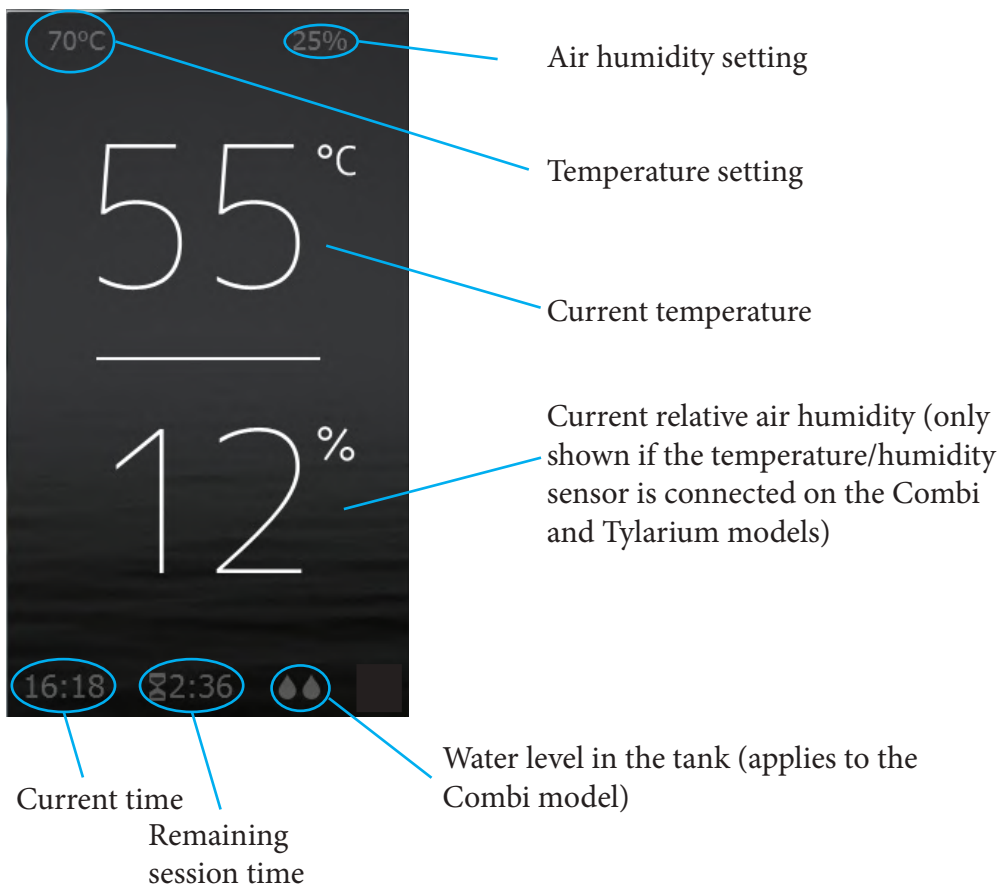 70°C
25%
Air humidity setting
Temperature setting
55 °C
Current temperature
12 %
Current relative air humidity (only
shown if the temperature/humidity
sensor is connected on the Combi
and Tylarium models)
16:18
2:36
Water level in the tank (applies to the
Combi model)
Current time
Remaining
session time